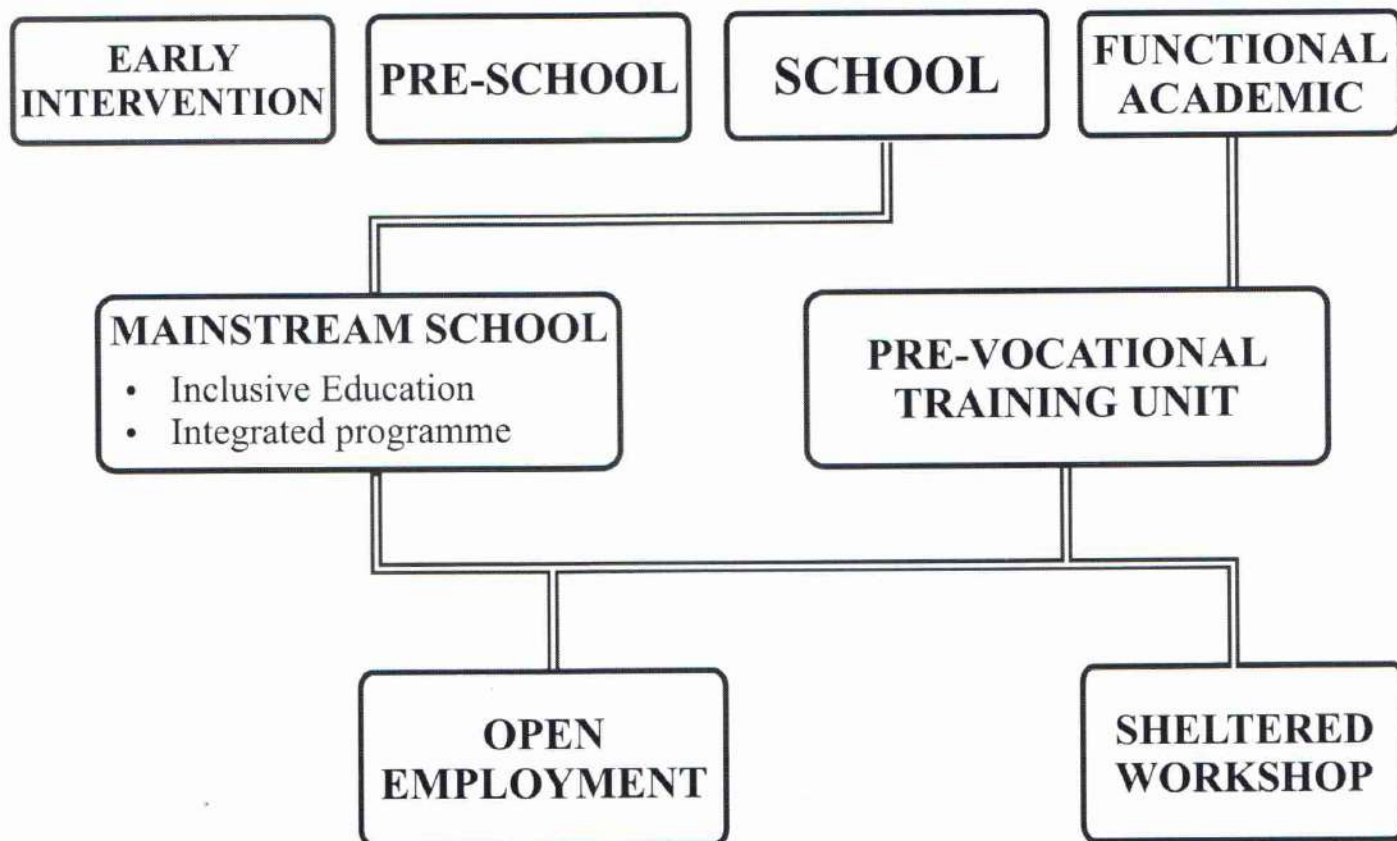 EARLY
INTERVENTION
PRE-SCHOOL
SCHOOL
FUNCTIONAL
ACADEMIC
MAINSTREAM SCHOOL
• Inclusive Education
• Integrated programme
PRE-VOCATIONAL
TRAINING UNIT
OPEN
EMPLOYMENT
SHELTERED
WORKSHOP